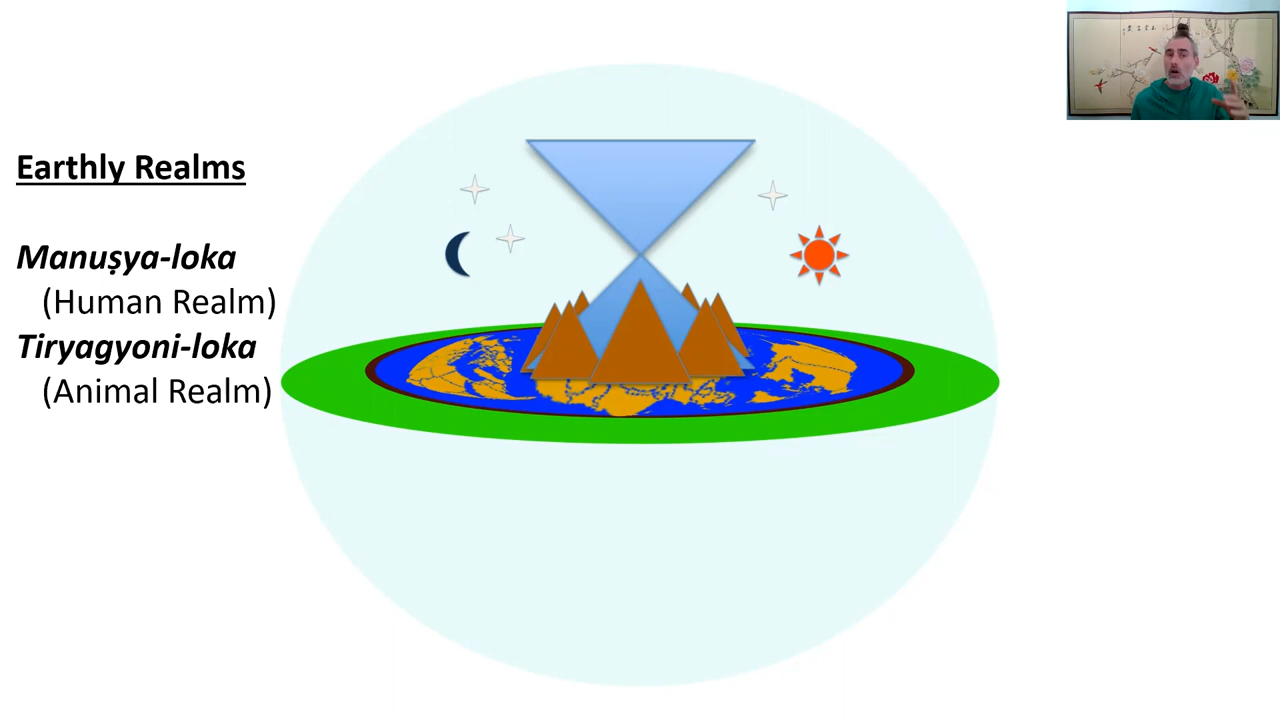 Earthly Realms
Manuṣya-loka
(Human Realm)
Tiryagyoni-loka
(Animal Realm)